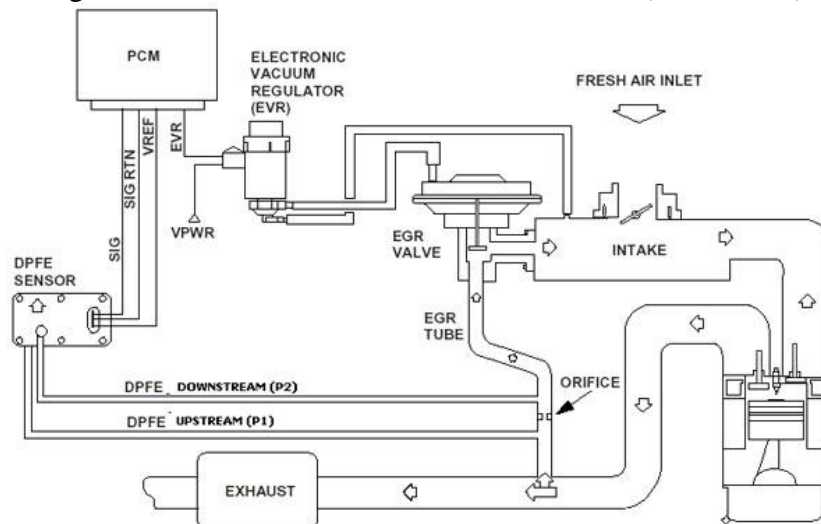 PCM
ELECTRONIC
VACUUM
REGULATOR
(EVR)
FRESH AIR INLET
SIG
SIG RTN
VREF
EVR
VPWR
DPFE
SENSOR
EGR
VALVE
INTAKE
EGR
TUBE
ORIFICE
DPFE DOWNSTREAM (P2)
DPFE UPSTREAM (P1)
EXHAUST